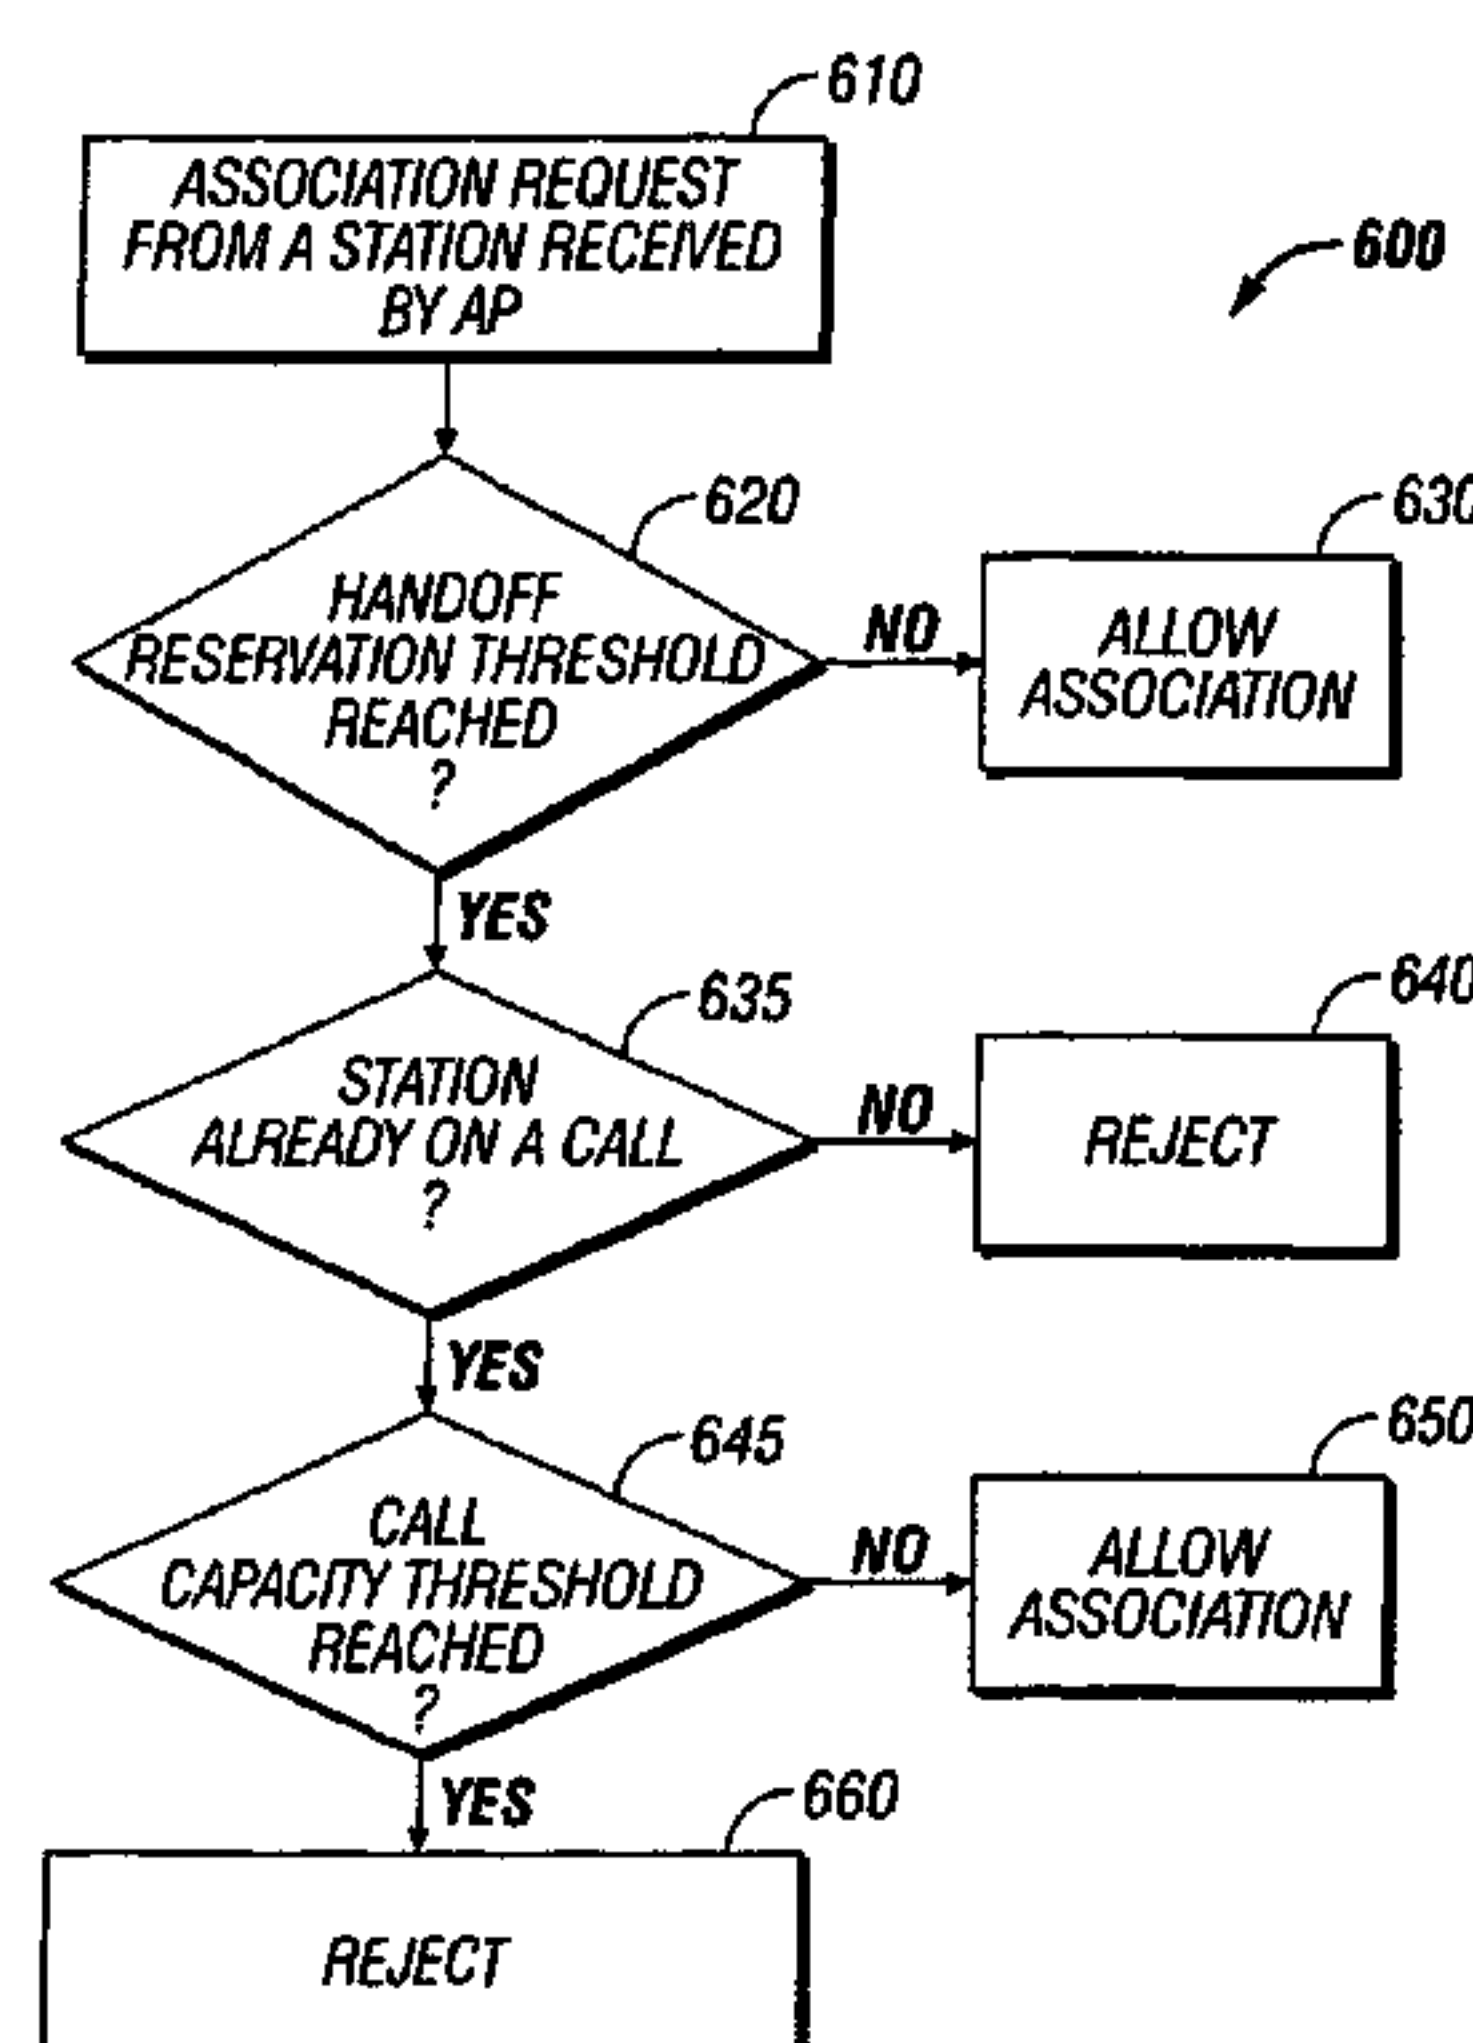 610
ASSOCIATION REQUEST
FROM A STATION RECEIVED
BY AP
600
620
HANDOFF
RESERVATION THRESHOLD
REACHED
?
NO
630
ALLOW
ASSOCIATION
YES
635
STATION
ALREADY ON A CALL
?
NO
640
REJECT
YES
645
CALL
CAPACITY THRESHOLD
REACHED
?
NO
650
ALLOW
ASSOCIATION
YES
660
REJECT